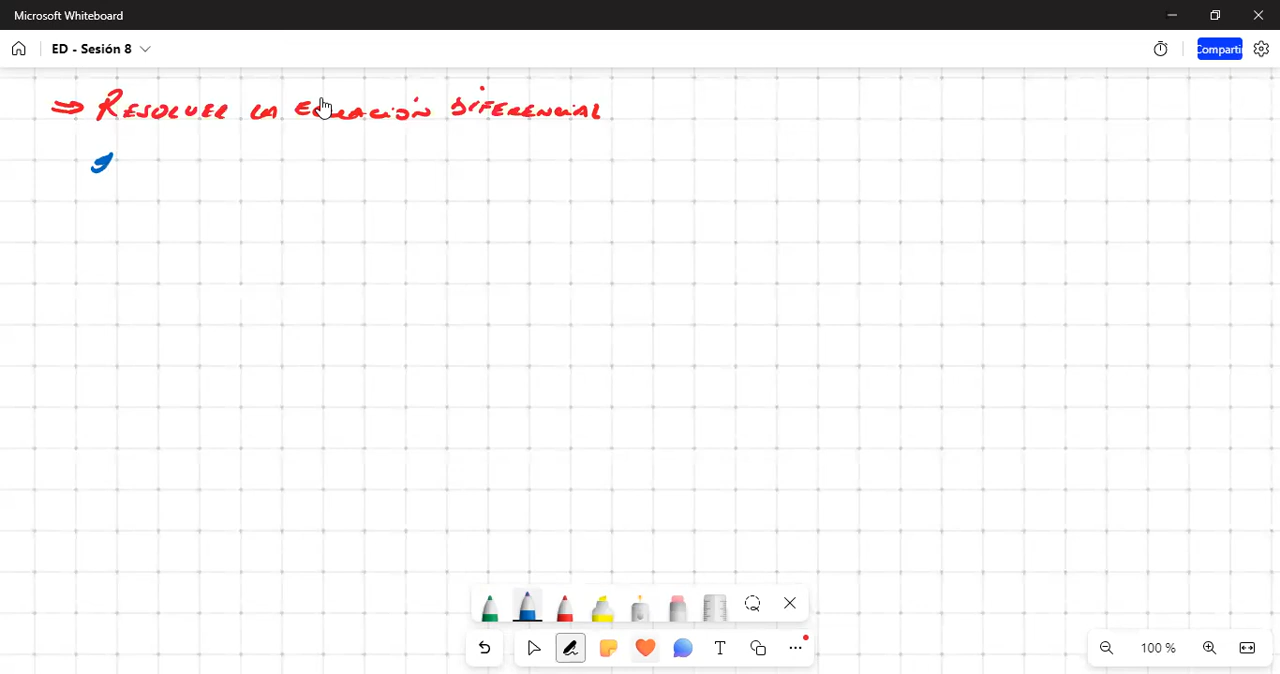 Microsoft Whiteboard
ED - Sesión 8
Comparti
⇒ RESOLVER LA ECUACIÓN DIFERENCIAL
T
100 %